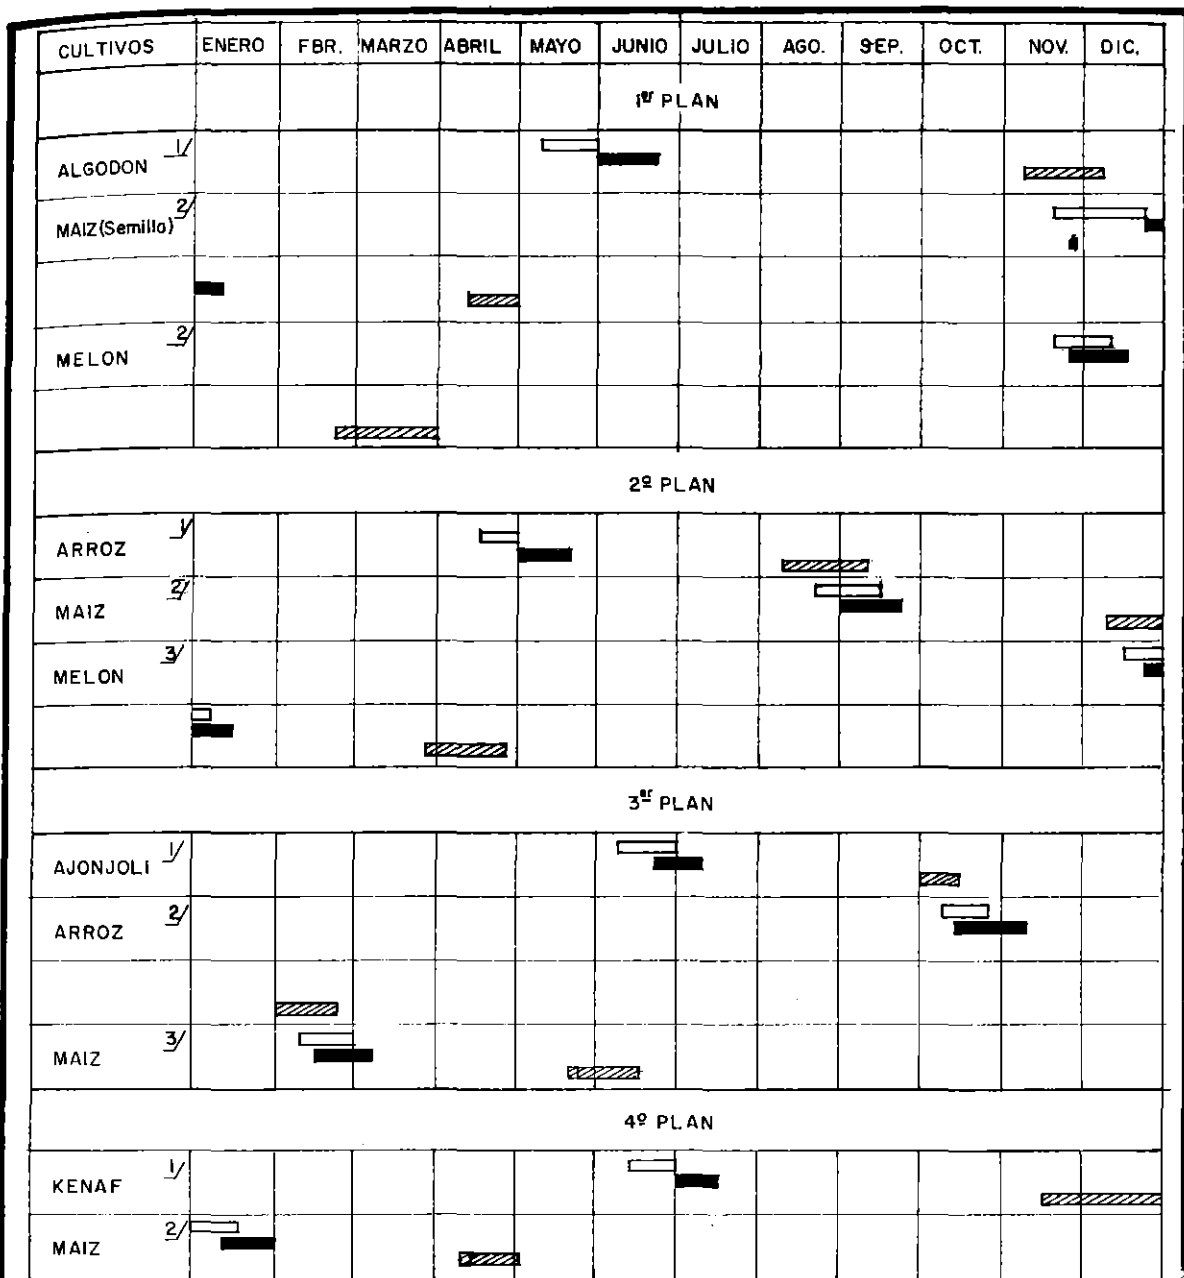 CULTIVOS ENERO FBR. MARZO ABRIL MAYO JUNIO JULIO AGO. SEP. OCT. NOV. DIC.
1er PLAN
ALGODON 1/
MAIZ (Semilla) 2/
MELON 2/
2º PLAN
ARROZ 1/
MAIZ 2/
MELON 3/
3er PLAN
AJONJOLI 1/
ARROZ 2/
MAIZ 3/
4º PLAN
KENAF 1/
MAIZ 2/